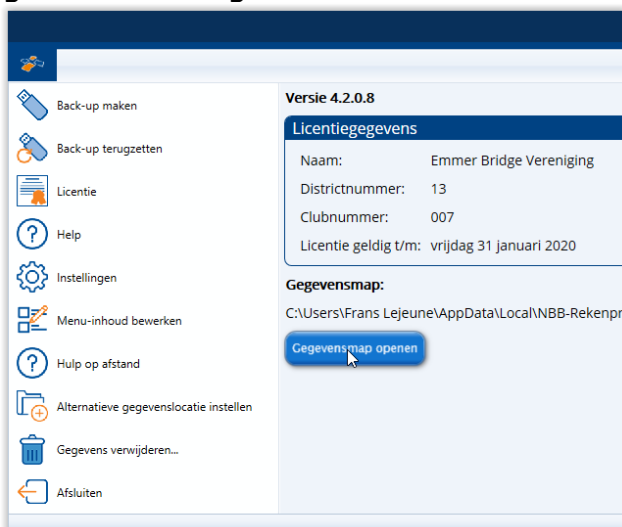 Back-up maken
Back-up terugzetten
Licentie
Help
Instellingen
Menu-inhoud bewerken
Hulp op afstand
Alternatieve gegevenslocatie instellen
Gegevens verwijderen...
Afsluiten
Versie 4.2.0.8
Licentiegegevens
Naam: Emmer Bridge Vereniging
Districtnummer: 13
Clubnummer: 007
Licentie geldig t/m: vrijdag 31 januari 2020
Gegevensmap:
C:\Users\Frans Lejeune\AppData\Local\NBB-Rekenpr
Gegevensmap openen